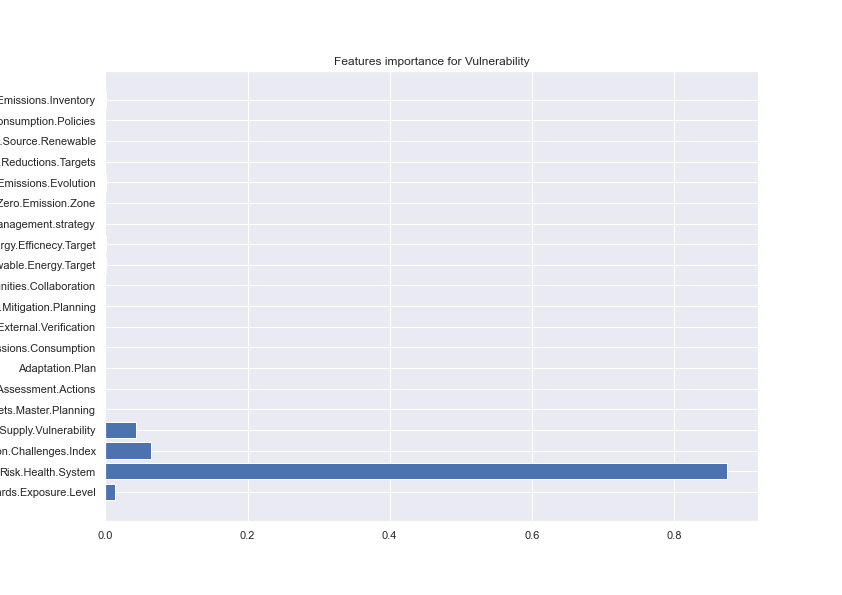 Features importance for Vulnerability
Emissions.Inventory
onsumption.Policies
.Source.Renewable
.Reductions.Targets
Emissions.Evolution
Zero.Emission.Zone
anagement.strategy
rgy.Efficnecy.Target
wable.Energy.Target
nities.Collaboration
.Mitigation.Planning
External.Verification
ssions.Consumption
Adaptation.Plan
Assessment.Actions
ets.Master.Planning
Supply.Vulnerability
on.Challenges.Index
Risk.Health.System
rds.Exposure.Level
0.0 0.2 0.4 0.6 0.8